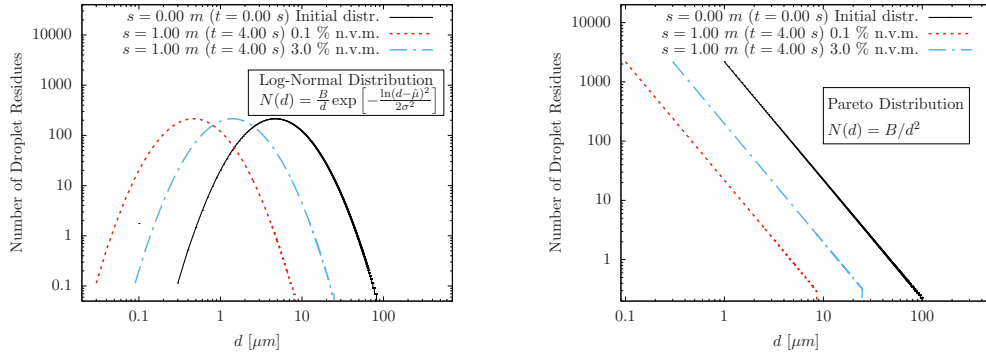 s = 0.00 m (t = 0.00 s) Initial distr.
s = 1.00 m (t = 4.00 s) 0.1 % n.v.m.
s = 1.00 m (t = 4.00 s) 3.0 % n.v.m.
Log-Normal Distribution
N(d) = B/d exp [−ln(d−μ̂)²/2σ²]
Number of Droplet Residues
10000
1000
100
10
1
0.1
0.1 1 10 100
d [μm]
s = 0.00 m (t = 0.00 s) Initial distr.
s = 1.00 m (t = 4.00 s) 0.1 % n.v.m.
s = 1.00 m (t = 4.00 s) 3.0 % n.v.m.
Pareto Distribution
N(d) = B/d²
Number of Droplet Residues
10000
1000
100
10
1
0.1 1 10 100
d [μm]